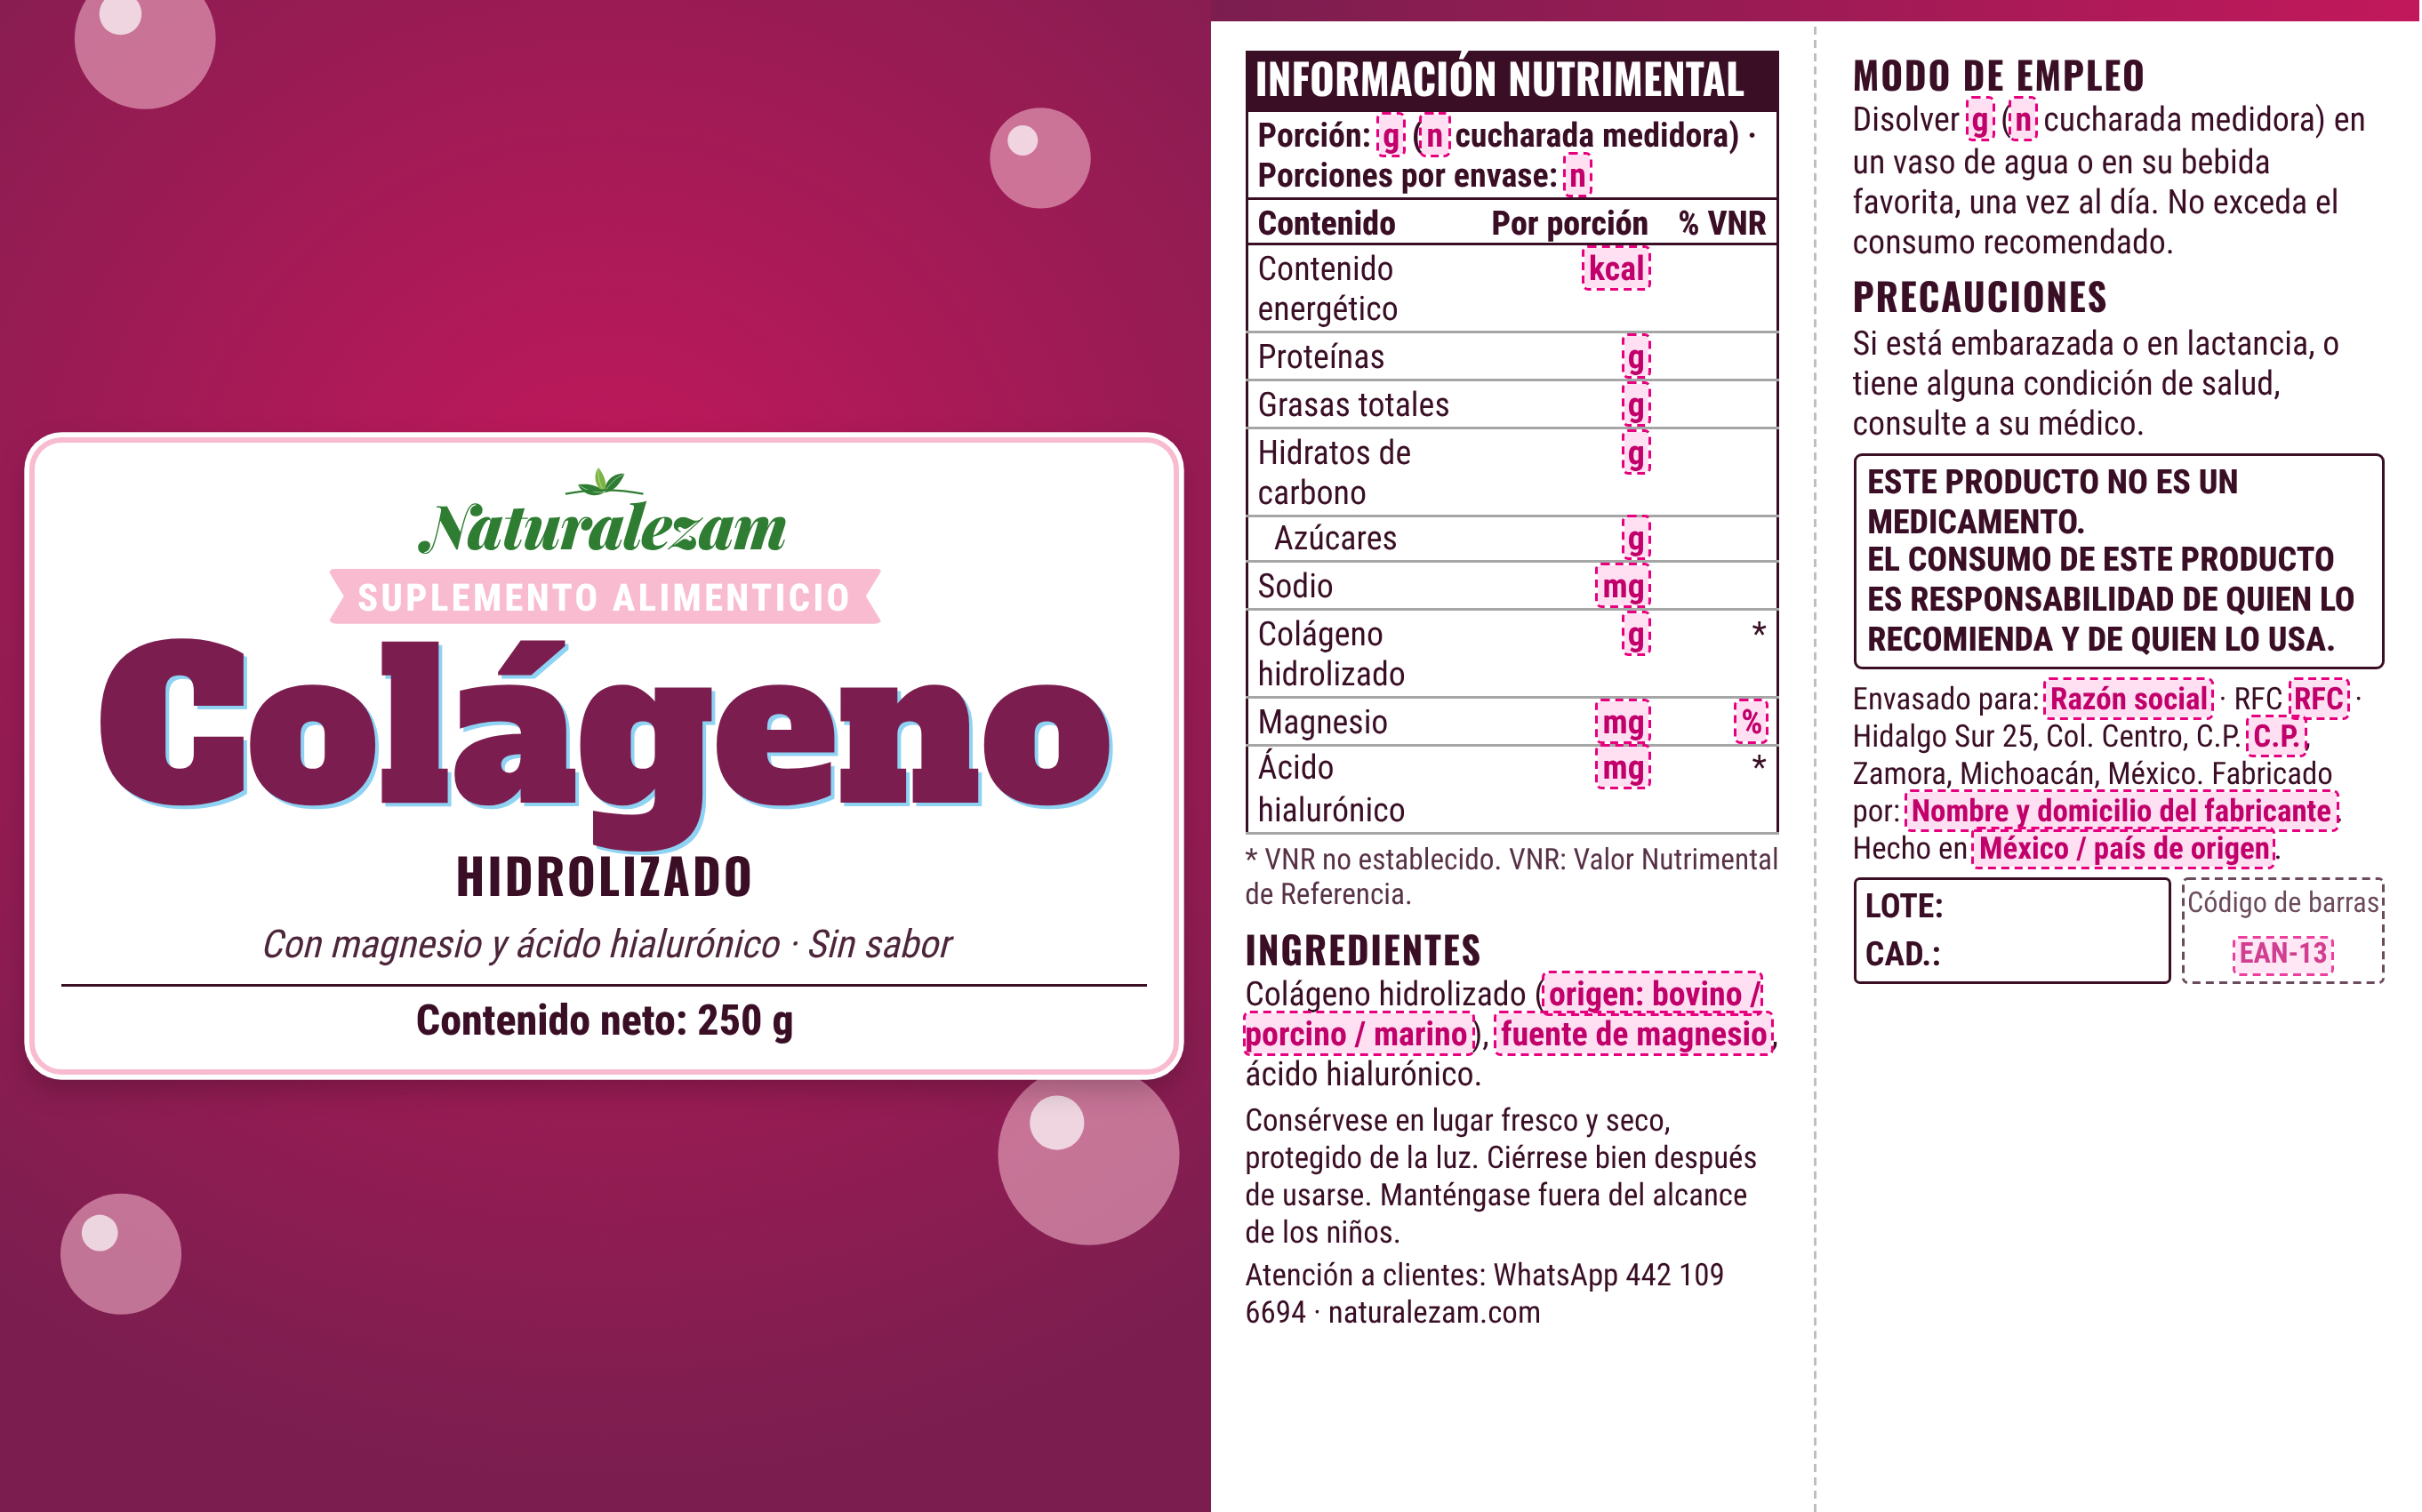 Naturalezam
SUPLEMENTO ALIMENTICIO
Colágeno
HIDROLIZADO
Con magnesio y ácido hialurónico · Sin sabor
Contenido neto: 250 g
INFORMACIÓN NUTRIMENTAL
Porción: g (n cucharada medidora) ·
Porciones por envase: n
Contenido Por porción % VNR
Contenido kcal
energético
Proteínas g
Grasas totales g
Hidratos de g
carbono
Azúcares g
Sodio mg
Colágeno g *
hidrolizado
Magnesio mg %
Ácido mg *
hialurónico
* VNR no establecido. VNR: Valor Nutrimental
de Referencia.
INGREDIENTES
Colágeno hidrolizado (origen: bovino /
porcino / marino), fuente de magnesio,
ácido hialurónico.
Consérvese en lugar fresco y seco,
protegido de la luz. Ciérrese bien después
de usarse. Manténgase fuera del alcance
de los niños.
Atención a clientes: WhatsApp 442 109
6694 · naturalezam.com
MODO DE EMPLEO
Disolver g (n cucharada medidora) en
un vaso de agua o en su bebida
favorita, una vez al día. No exceda el
consumo recomendado.
PRECAUCIONES
Si está embarazada o en lactancia, o
tiene alguna condición de salud,
consulte a su médico.
ESTE PRODUCTO NO ES UN
MEDICAMENTO.
EL CONSUMO DE ESTE PRODUCTO
ES RESPONSABILIDAD DE QUIEN LO
RECOMIENDA Y DE QUIEN LO USA.
Envasado para: Razón social · RFC RFC ·
Hidalgo Sur 25, Col. Centro, C.P. C.P.,
Zamora, Michoacán, México. Fabricado
por: Nombre y domicilio del fabricante.
Hecho en México / país de origen.
LOTE:
CAD.:
Código de barras
EAN-13